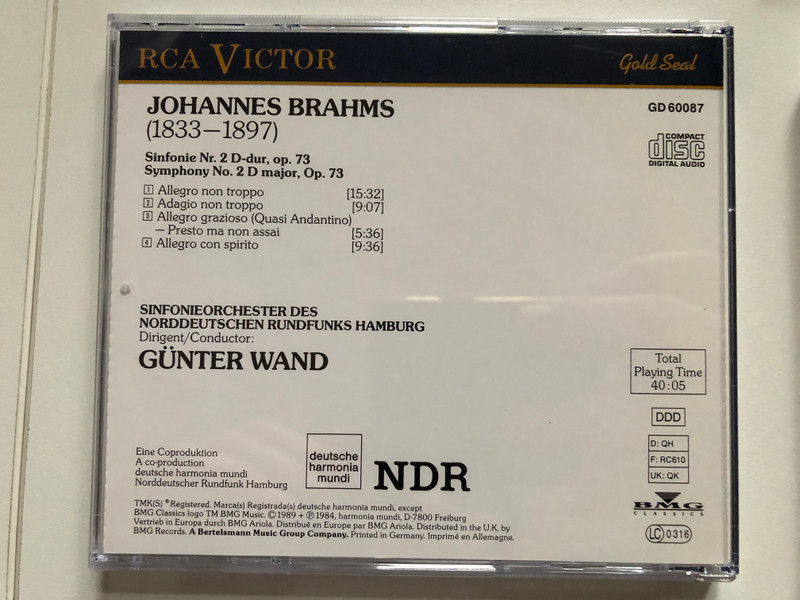 RCA VICTOR
Gold Seal
JOHANNES BRAHMS
(1833–1897)
GD 60087
COMPACT
disc
DIGITAL AUDIO
Sinfonie Nr. 2 D-dur, op. 73
Symphony No. 2 D major, Op. 73
1 Allegro non troppo [15:32]
2 Adagio non troppo [9:07]
3 Allegro grazioso (Quasi Andantino)
– Presto ma non assai [5:36]
4 Allegro con spirito [9:36]
SINFONIEORCHESTER DES
NORDDEUTSCHEN RUNDFUNKS HAMBURG
Dirigent/Conductor:
GÜNTER WAND
Total
Playing Time
40:05
DDD
D: QH
F: RC610
UK: QK
BMG
CLASSICS
LC 0316
Eine Coproduktion
A co-production
deutsche harmonia mundi
Norddeutscher Rundfunk Hamburg
deutsche
harmonia
mundi
NDR
TMK(S) ® Registered. Marca(s) Registrada(s) deutsche harmonia mundi, except
BMG Classics logo TM BMG Music. © 1989 + ℗ 1984, harmonia mundi, D-7800 Freiburg
Vertrieb in Europa durch BMG Ariola. Distribué en Europe par BMG Ariola. Distributed in the U.K. by
BMG Records. A Bertelsmann Music Group Company. Printed in Germany. Imprimé en Allemagne.